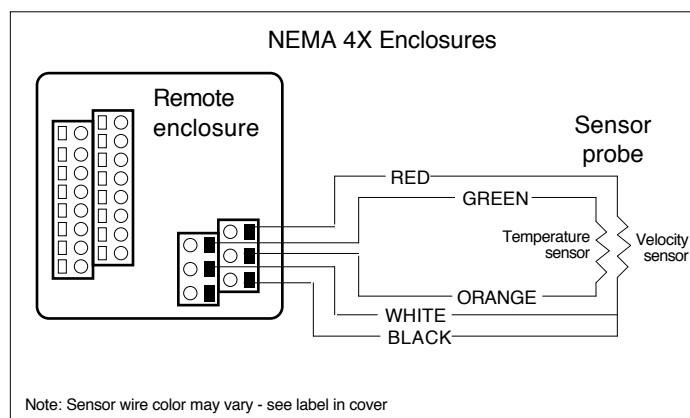 NEMA 4X Enclosures
Remote
enclosure
Sensor
probe
RED
GREEN
Temperature
sensor
Velocity
sensor
ORANGE
WHITE
BLACK
Note: Sensor wire color may vary - see label in cover